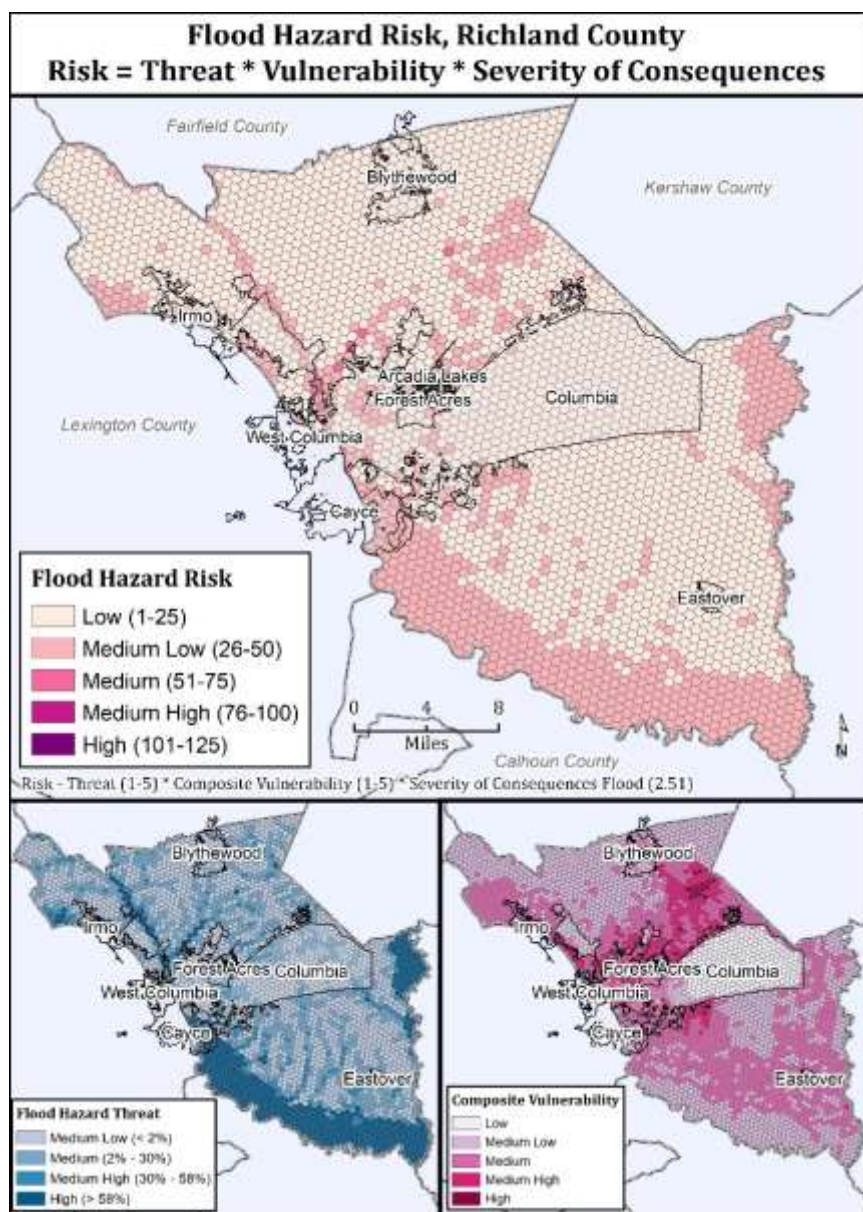 Flood Hazard Risk, Richland County
Risk = Threat * Vulnerability * Severity of Consequences
Fairfield County
Blythewood
Kershaw County
Irmo
Arcadia Lakes
Forest Acres
Columbia
Lexington County
West Columbia
Cayce
Eastover
Flood Hazard Risk
Low (1-25)
Medium Low (26-50)
Medium (51-75)
Medium High (76-100)
High (101-125)
0 4 8
Miles
N
Calhoun County
Risk - Threat (1-5) * Composite Vulnerability (1-5) * Severity of Consequences Flood (2.51)
Blythewood
Irmo
Forest Acres
Columbia
West Columbia
Cayce
Eastover
Flood Hazard Threat
Medium Low (< 2%)
Medium (2% - 30%)
Medium High (30% - 58%)
High (> 58%)
Blythewood
Irmo
Forest Acres
Columbia
West Columbia
Cayce
Eastover
Composite Vulnerability
Low
Medium Low
Medium
Medium High
High